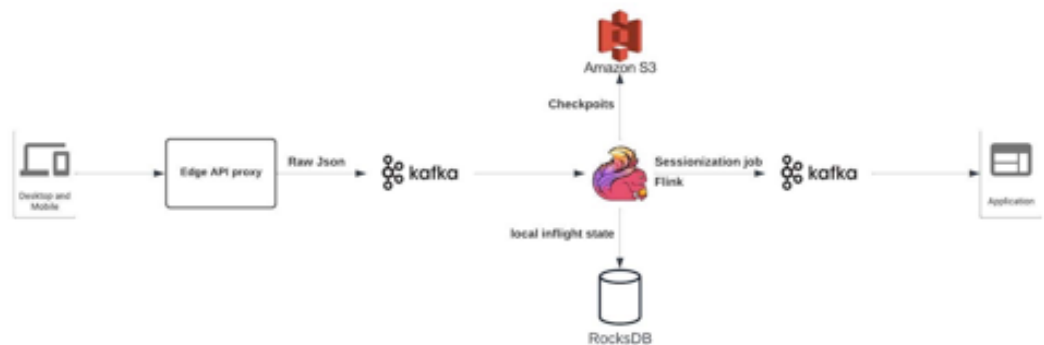 Amazon S3
Checkpoits
Desktop and
Mobile
Edge API proxy
Raw Json
kafka
Sessionization job
Flink
kafka
Application
local inflight state
RocksDB